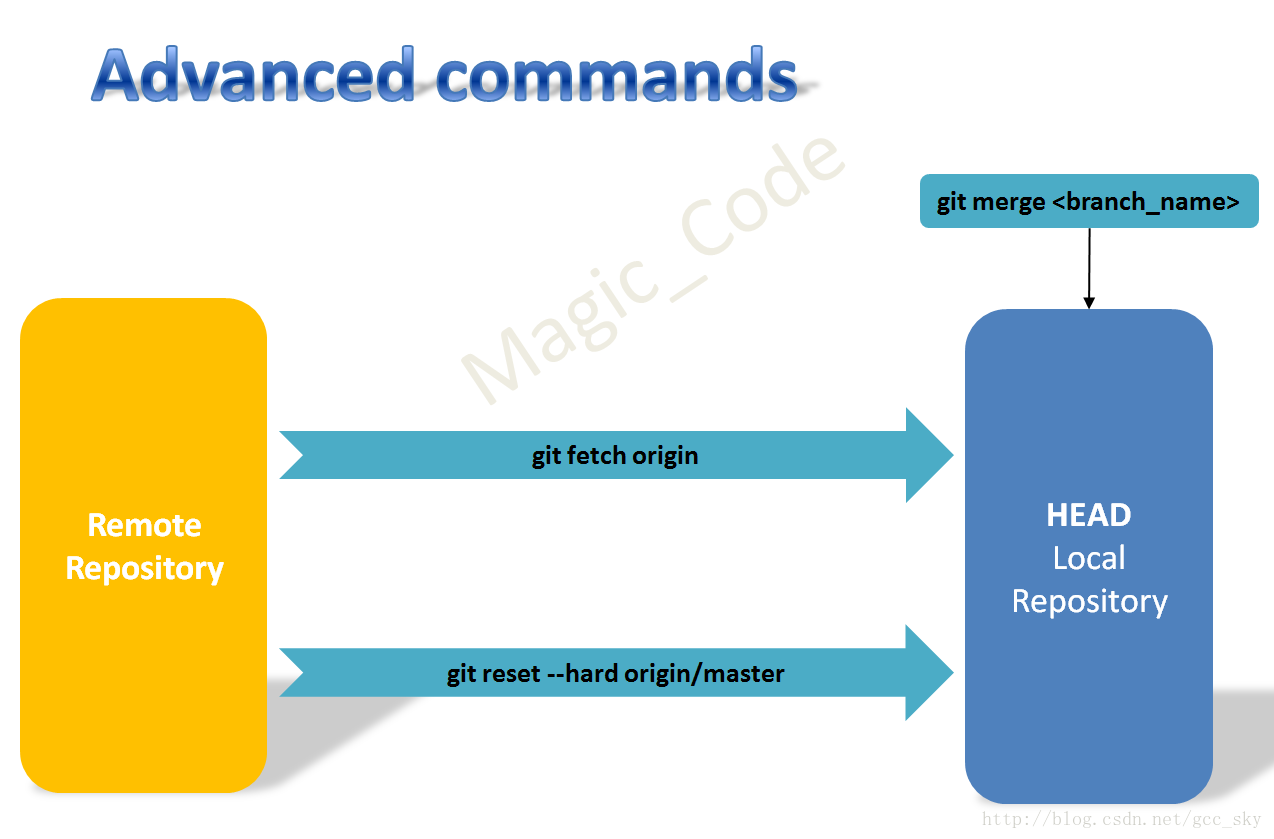 Advanced commands
Magic_Code
git merge <branch_name>
git fetch origin
Remote
Repository
HEAD
Local
Repository
git reset --hard origin/master
http://blog.csdn.net/gcc_sky